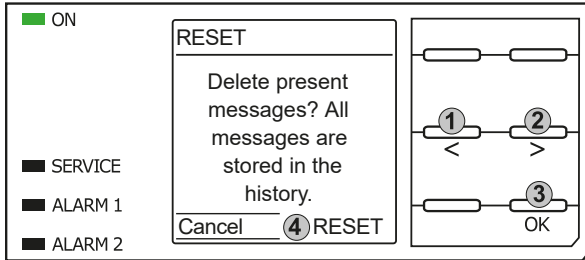 ON
RESET
Delete present
messages? All
messages are
stored in the
history.
Cancel 4 RESET
SERVICE
ALARM 1
ALARM 2
1 2
< >
3
OK